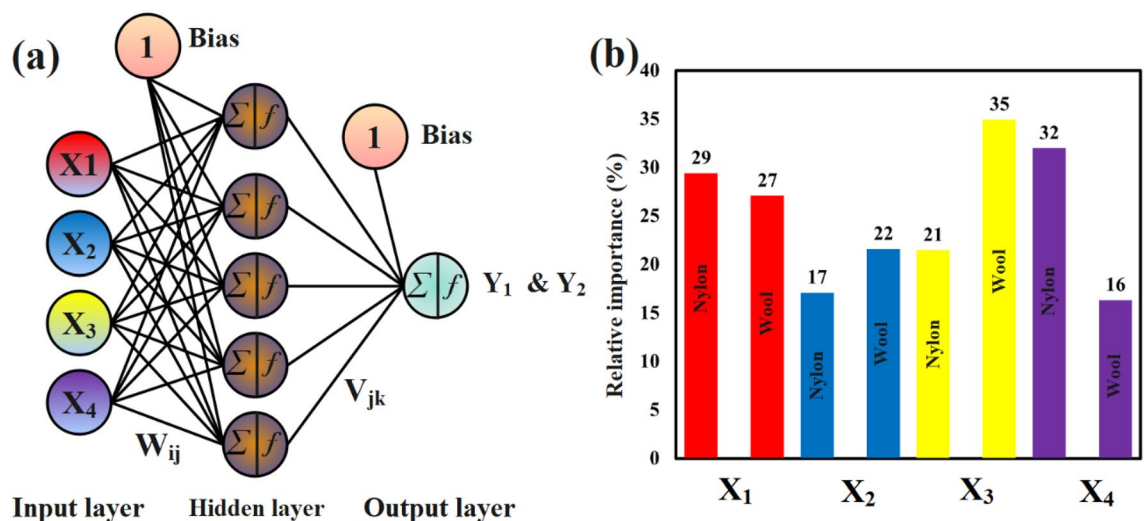 (a)
1 Bias
X1
X2
X3
X4
Σ f
Σ f
Σ f
Σ f
Σ f
Wij
1 Bias
Σ f
Y1 & Y2
Vjk
Input layer Hidden layer Output layer
(b)
Relative importance (%)
40
35
30
25
20
15
10
5
0
29
27
17
22
21
35
32
16
Nylon
Wool
Nylon
Wool
Nylon
Wool
Nylon
Wool
X1 X2 X3 X4